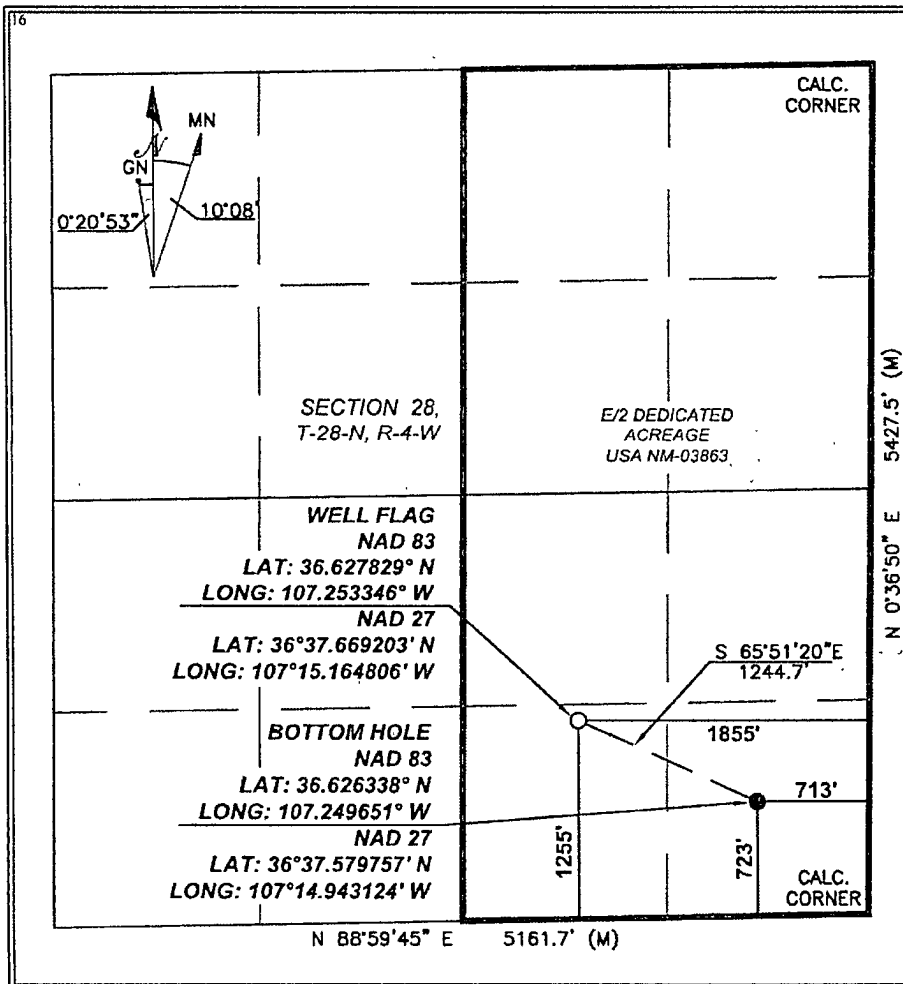 16
CALC.
CORNER
N
MN
GN
0°20'53"
10°08'
SECTION 28,
T-28-N, R-4-W
E/2 DEDICATED
ACREAGE
USA NM-03863
N 0°36'50" E 5427.5' (M)
WELL FLAG
NAD 83
LAT: 36.627829° N
LONG: 107.253346° W
NAD 27
LAT: 36°37.669203' N
LONG: 107°15.164806' W
S 65°51'20"E
1244.7'
1855'
BOTTOM HOLE
NAD 83
LAT: 36.626338° N
LONG: 107.249651° W
NAD 27
LAT: 36°37.579757' N
LONG: 107°14.943124' W
713'
1255'
723'
CALC.
CORNER
N 88°59'45" E 5161.7' (M)